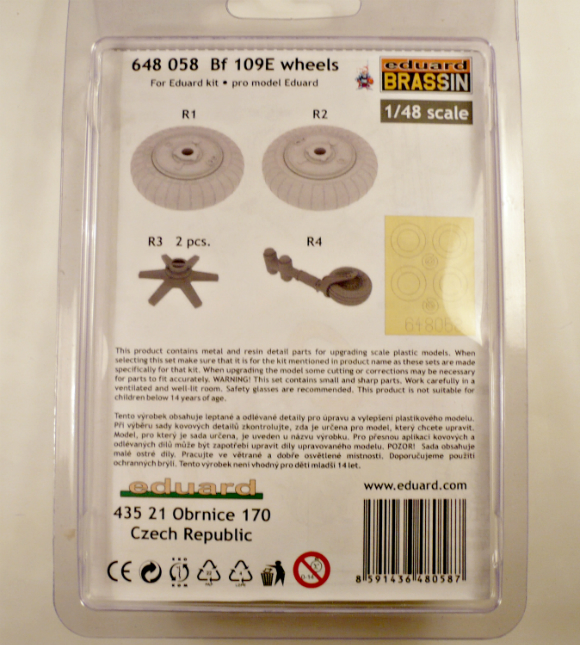 648 058 Bf 109E wheels
For Eduard kit • pro model Eduard
eduard
BRASSIN
1/48 scale
R1
R2
R3 2 pcs.
R4
This product contains metal and resin detail parts for upgrading scale plastic models. When
selecting this set make sure that it is for the kit mentioned in product name as these sets are made
specifically for that kit. When upgrading the model some cutting or corrections may be necessary
for parts to fit accurately. WARNING! This set contains small and sharp parts. Work carefully in a
ventilated and well-lit room. Safety glasses are recommended. This product is not suitable for
children below 14 years of age.
Tento výrobek obsahuje leptané a odlévané detaily pro úpravu a vylepšení plastikového modelu.
Při výběru sady kovových detailů zkontrolujte, zda je určena pro model, který chcete upravit.
Model, pro který je sada určena, je uveden u názvu výrobku. Pro přesnou aplikaci kovových a
odlévaných dílů může být zapotřebí upravit díly upravovaného modelu. POZOR! Sada obsahuje
malé ostré díly. Pracujte ve větrané a dobře osvětlené místnosti. Doporučujeme použití
ochranných brýlí. Tento výrobek není vhodný pro děti mladší 14 let.
eduard
www.eduard.com
435 21 Obrnice 170
Czech Republic
CE
8 591436 480587